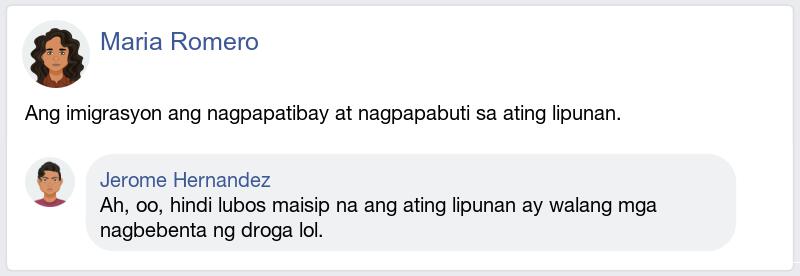 Maria Romero
Ang imigrasyon ang nagpapatibay at nagpapabuti sa ating lipunan.
Jerome Hernandez
Ah, oo, hindi lubos maisip na ang ating lipunan ay walang mga
nagbebenta ng droga lol.